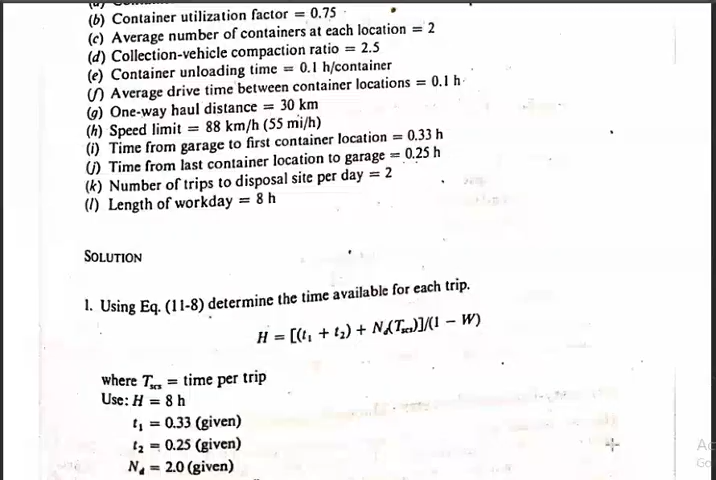 (b) Container utilization factor = 0.75
(c) Average number of containers at each location = 2
(d) Collection-vehicle compaction ratio = 2.5
(e) Container unloading time = 0.1 h/container
(f) Average drive time between container locations = 0.1 h
(g) One-way haul distance = 30 km
(h) Speed limit = 88 km/h (55 mi/h)
(i) Time from garage to first container location = 0.33 h
(j) Time from last container location to garage = 0.25 h
(k) Number of trips to disposal site per day = 2
(l) Length of workday = 8 h
SOLUTION
1. Using Eq. (11-8) determine the time available for each trip.
H = [(t₁ + t₂) + N_d(T_scs)]/(1 − W)
where T_scs = time per trip
Use: H = 8 h
t₁ = 0.33 (given)
t₂ = 0.25 (given)
N_d = 2.0 (given)